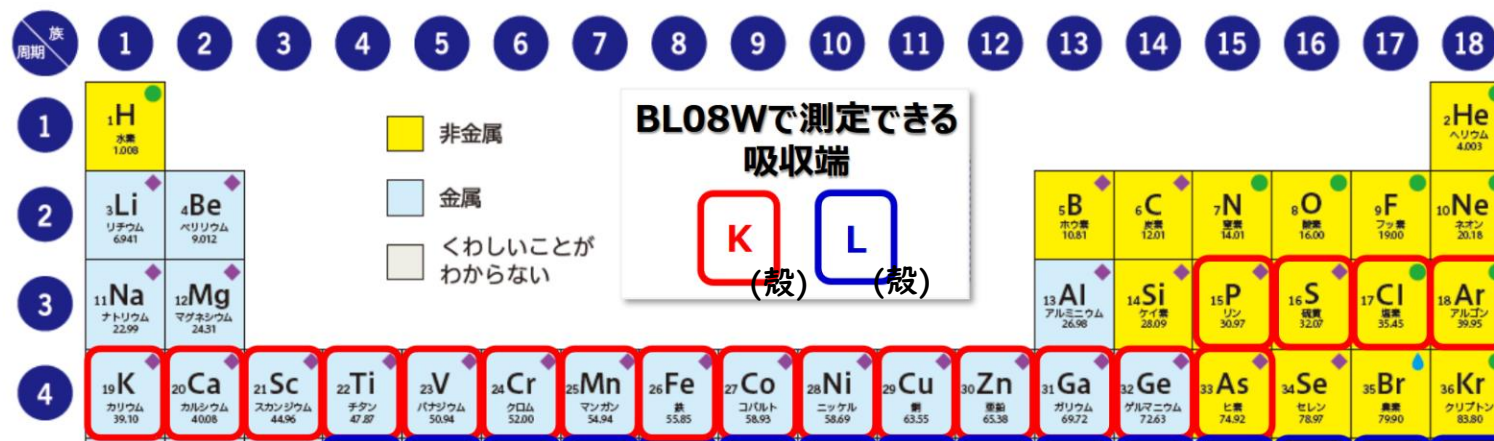 族
周期
1 2 3 4 5 6 7 8 9 10 11 12 13 14 15 16 17 18
1
1H
水素
1.008
非金属
金属
くわしいことが
わからない
BL08Wで測定できる
吸収端
K
(殻)
L
(殻)
2He
ヘリウム
4.003
2
3Li
リチウム
6.941
4Be
ベリリウム
9.012
5B
ホウ素
10.81
6C
炭素
12.01
7N
窒素
14.01
8O
酸素
16.00
9F
フッ素
19.00
10Ne
ネオン
20.18
3
11Na
ナトリウム
22.99
12Mg
マグネシウム
24.31
13Al
アルミニウム
26.98
14Si
ケイ素
28.09
15P
リン
30.97
16S
硫黄
32.07
17Cl
塩素
35.45
18Ar
アルゴン
39.95
4
19K
カリウム
39.10
20Ca
カルシウム
40.08
21Sc
スカンジウム
44.96
22Ti
チタン
47.87
23V
バナジウム
50.94
24Cr
クロム
52.00
25Mn
マンガン
54.94
26Fe
鉄
55.85
27Co
コバルト
58.93
28Ni
ニッケル
58.69
29Cu
銅
63.55
30Zn
亜鉛
65.38
31Ga
ガリウム
69.72
32Ge
ゲルマニウム
72.63
33As
ヒ素
74.92
34Se
セレン
78.97
35Br
臭素
79.90
36Kr
クリプトン
83.80